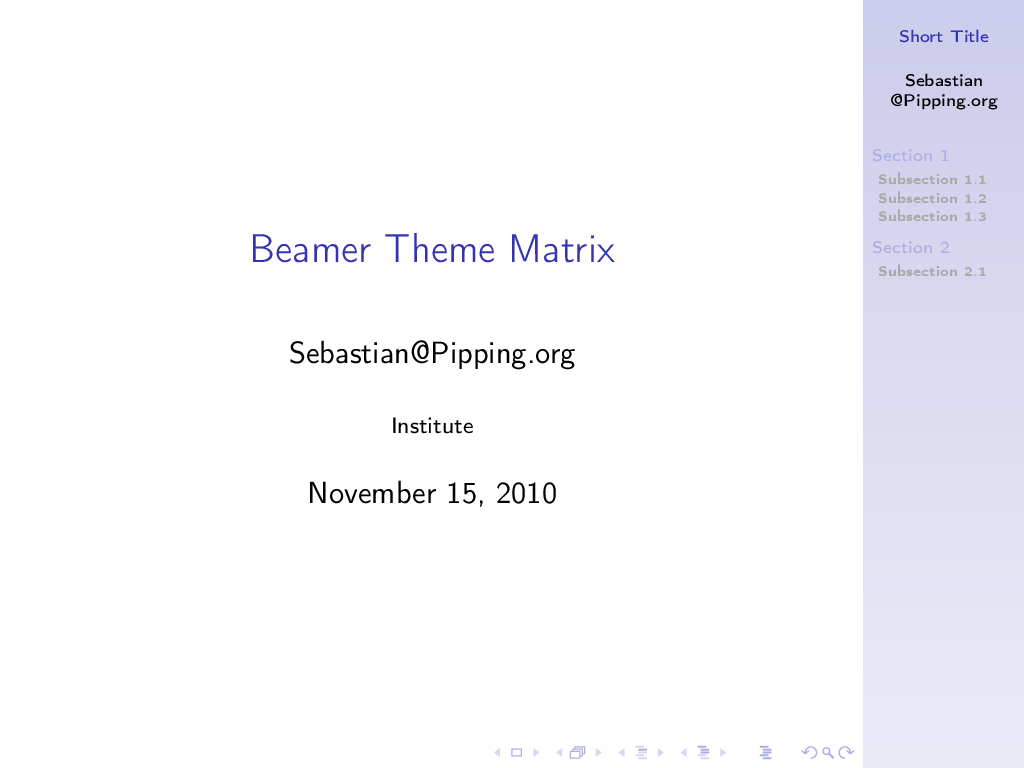 Beamer Theme Matrix
Sebastian@Pipping.org
Institute
November 15, 2010
Short Title
Sebastian
@Pipping.org
Section 1
Subsection 1.1
Subsection 1.2
Subsection 1.3
Section 2
Subsection 2.1